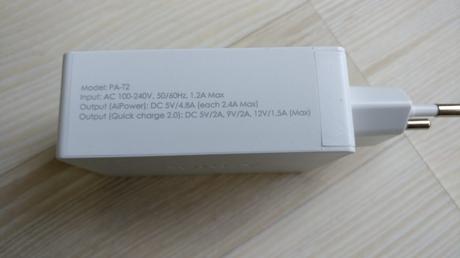 Model: PA-T2
Input: AC 100-240V, 50/60Hz, 1.2A Max
Output (AiPower): DC 5V/4.8A (each 2.4A Max)
Output (Quick charge 2.0): DC 5V/2A, 9V/2A, 12V/1.5A (Max)